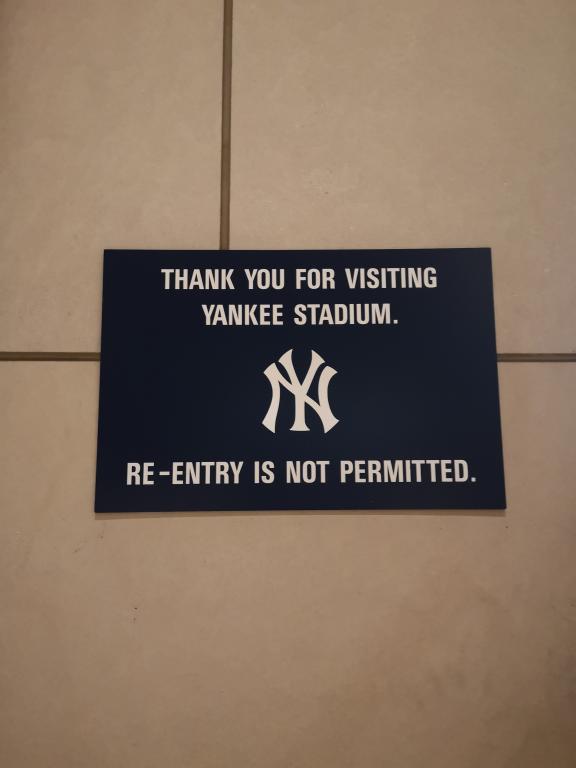 THANK YOU FOR VISITING
YANKEE STADIUM.
NY
RE-ENTRY IS NOT PERMITTED.